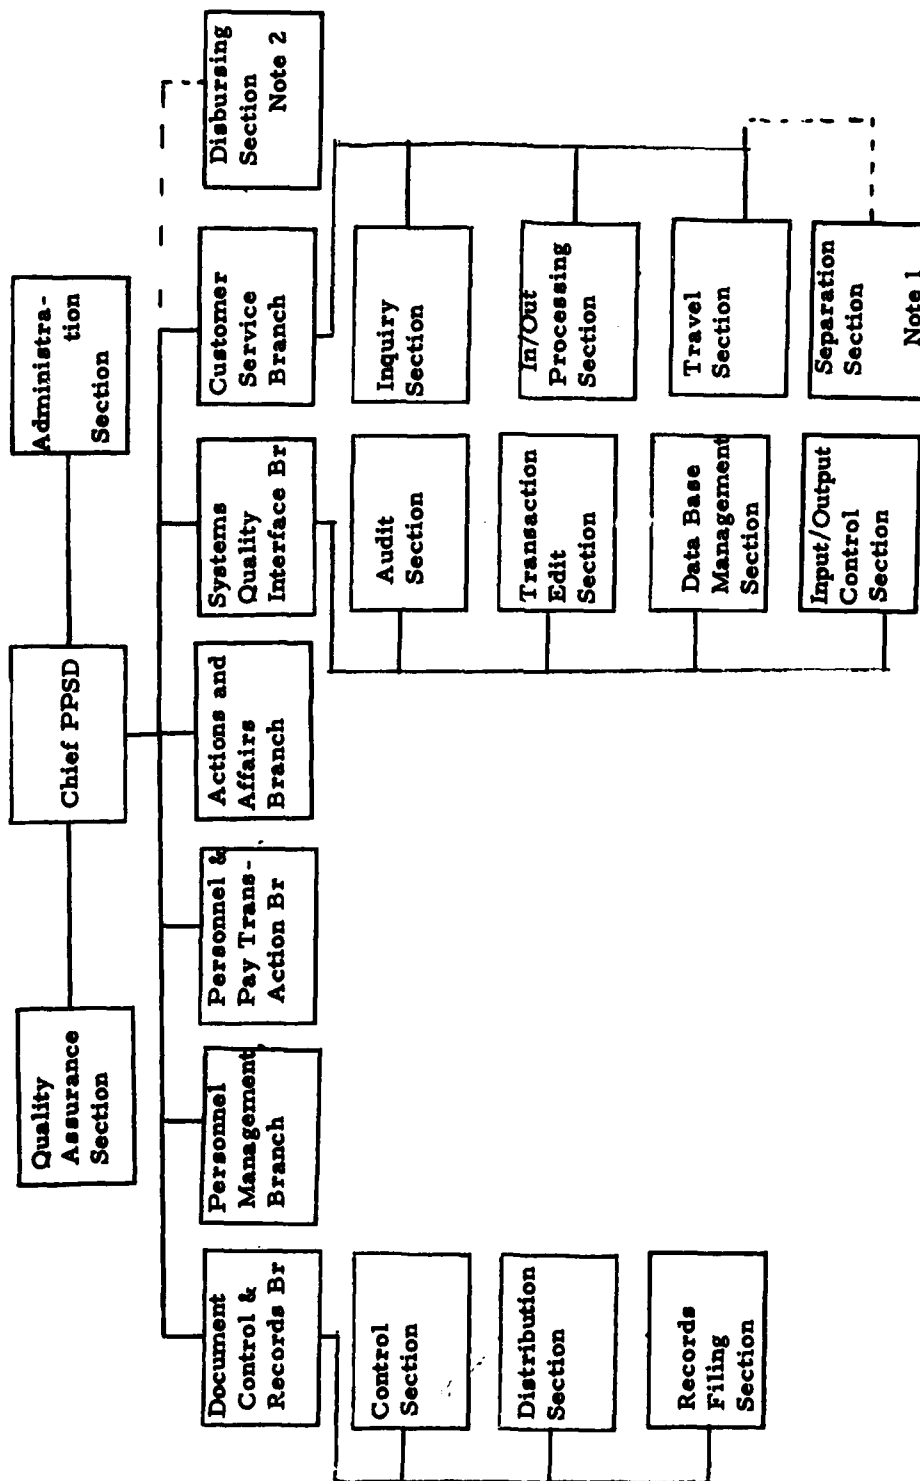 Quality
Assurance
Section
Chief PPSD
Administra-
tion
Section
Document
Control &
Records Br
Personnel
Management
Branch
Personnel &
Pay Trans-
Action Br
Actions and
Affairs
Branch
Systems
Quality
Interface Br
Customer
Service
Branch
Disbursing
Section
Note 2
Control
Section
Distribution
Section
Records
Filing
Section
Audit
Section
Transaction
Edit
Section
Data Base
Management
Section
Input/Output
Control
Section
Inquiry
Section
In/Out
Processing
Section
Travel
Section
Separation
Section
Note 1